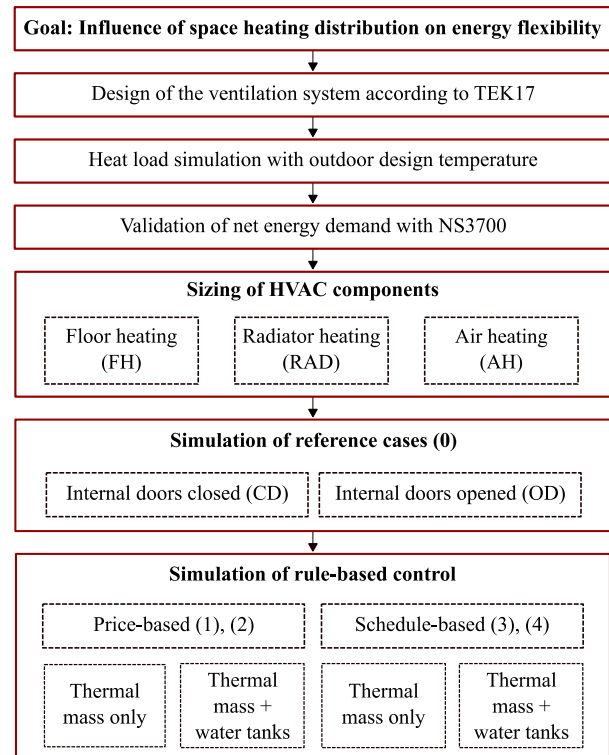 Goal: Influence of space heating distribution on energy flexibility
Design of the ventilation system according to TEK17
Heat load simulation with outdoor design temperature
Validation of net energy demand with NS3700
Sizing of HVAC components
Floor heating
(FH)
Radiator heating
(RAD)
Air heating
(AH)
Simulation of reference cases (0)
Internal doors closed (CD)
Internal doors opened (OD)
Simulation of rule-based control
Price-based (1), (2)
Schedule-based (3), (4)
Thermal
mass only
Thermal
mass +
water tanks
Thermal
mass only
Thermal
mass +
water tanks